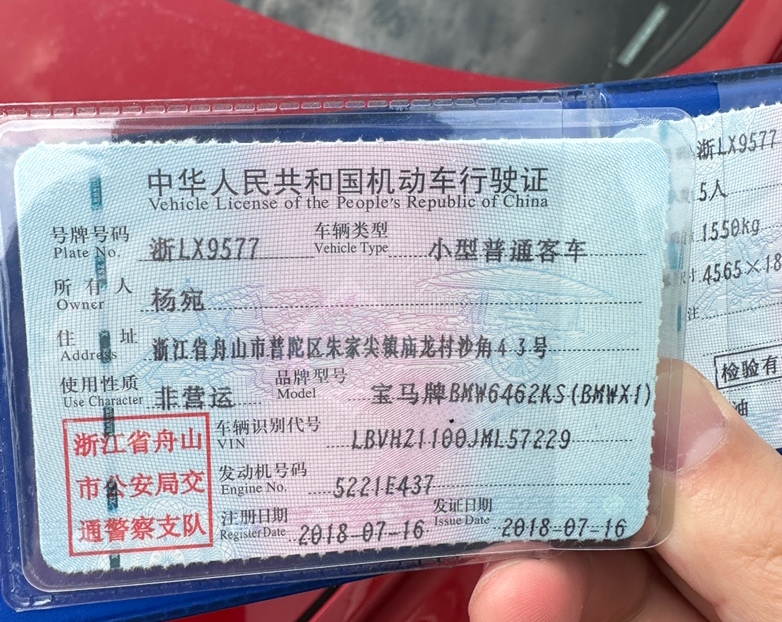 中华人民共和国机动车行驶证
Vehicle License of the People's Republic of China
号牌号码 浙LX9577 车辆类型 小型普通客车
Plate No. Vehicle Type
所有人 杨宛
Owner
住址 浙江省舟山市普陀区朱家尖镇庙龙村沙角43号
Address
使用性质 非营运 品牌型号 宝马牌BMW6462KS(BMWX1)
Use Character Model
浙江省舟山
市公安局交
通警察支队
车辆识别代号 LBVHZ1100JML57229
VIN
发动机号码 5221E437
Engine No.
注册日期 2018-07-16 发证日期 2018-07-16
Register Date Issue Date
浙LX9577
5人
1550kg
4565×18
注
检验有
油